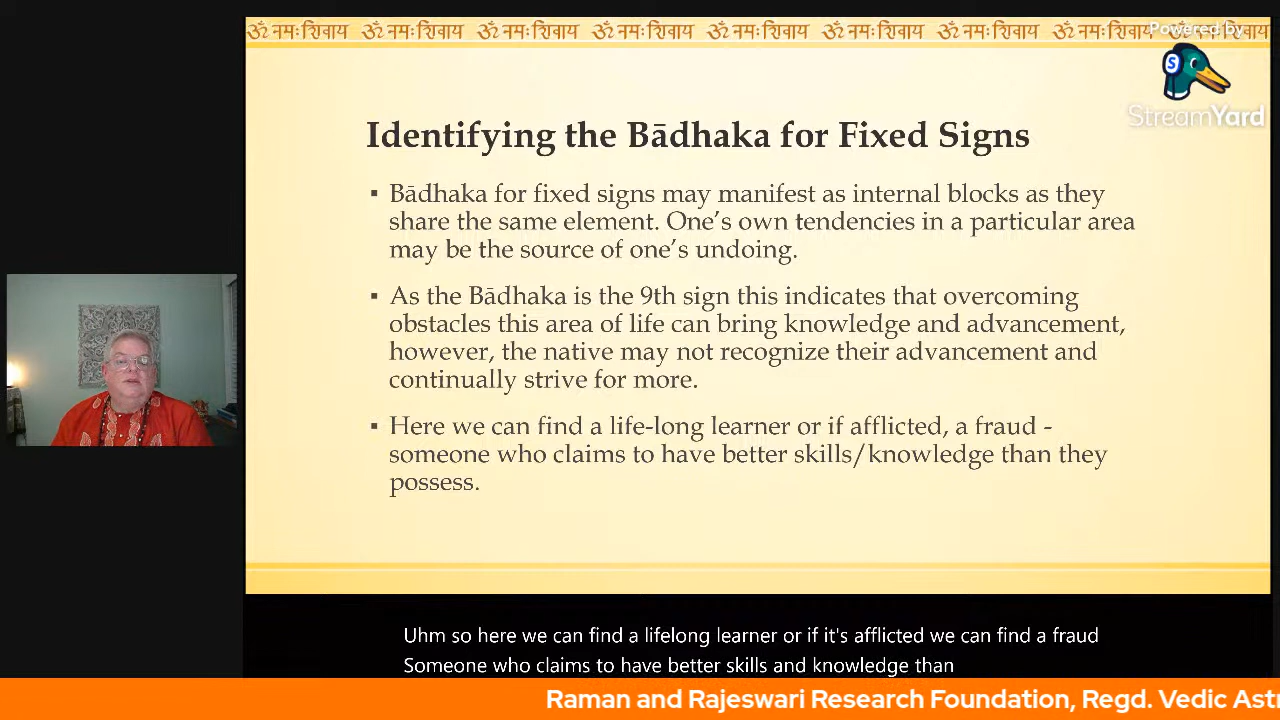 ॐ नमः शिवाय ॐ नमः शिवाय ॐ नमः शिवाय ॐ नमः शिवाय ॐ नमः शिवाय ॐ नमः शिवाय ॐ नमः शिवाय ॐ नमः शिवाय ॐ नमः शिवाय
Powered by
StreamYard
Identifying the Bādhaka for Fixed Signs
▪ Bādhaka for fixed signs may manifest as internal blocks as they
share the same element. One’s own tendencies in a particular area
may be the source of one’s undoing.
▪ As the Bādhaka is the 9th sign this indicates that overcoming
obstacles this area of life can bring knowledge and advancement,
however, the native may not recognize their advancement and
continually strive for more.
▪ Here we can find a life-long learner or if afflicted, a fraud -
someone who claims to have better skills/knowledge than they
possess.
Uhm so here we can find a lifelong learner or if it's afflicted we can find a fraud
Someone who claims to have better skills and knowledge than
Raman and Rajeswari Research Foundation, Regd. Vedic Ast